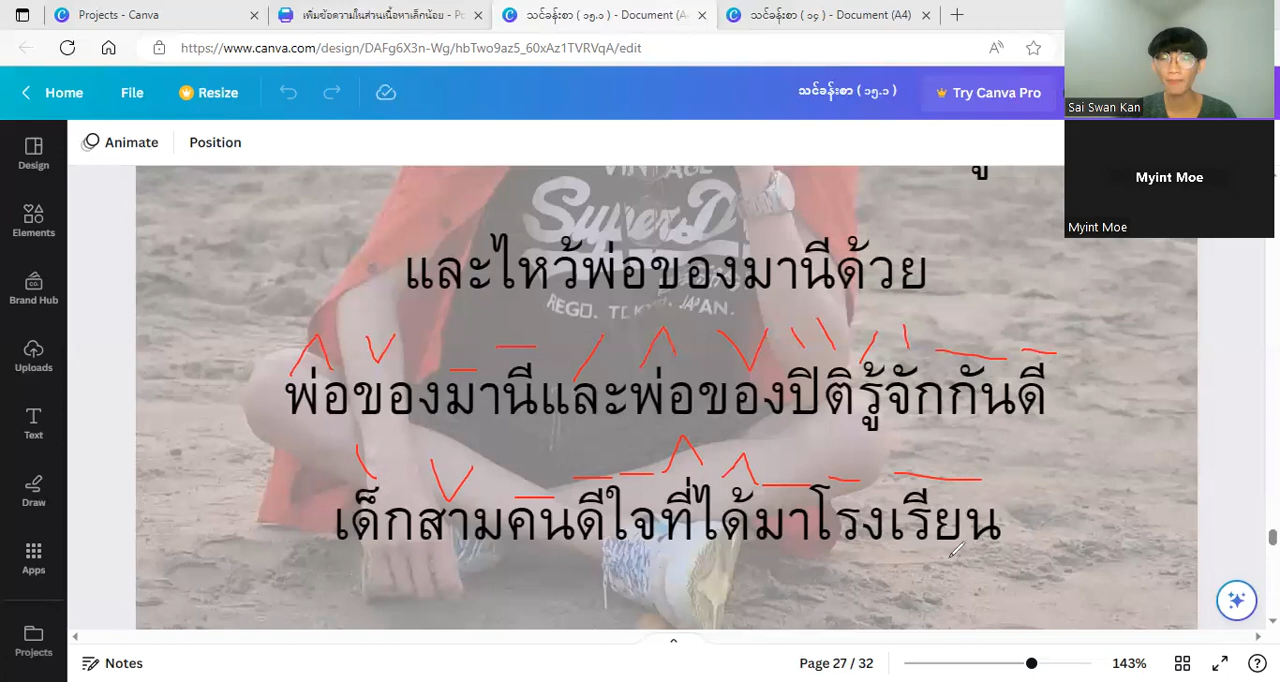 Projects - Canva
เพิ่มข้อความในส่วนเนื้อหาเล็กน้อย - Po
သင်ခန်းစာ (၁၅.၁) - Document (A4
သင်ခန်းစာ (၁၄) - Document (A4)
https://www.canva.com/design/DAFg6X3n-Wg/hbTwo9az5_60xAz1TVRVqA/edit
Home
File
Resize
သင်ခန်းစာ (၁၅.၁)
Try Canva Pro
Sai Swan Kan
Myint Moe
Myint Moe
Animate
Position
Design
Elements
Brand Hub
Uploads
Text
Draw
Apps
Projects
VINTAGE
SuperD
REGO. TOKYO. JAPAN.
และไหว้พ่อของมานีด้วย
พ่อของมานีและพ่อของปิติรู้จักกันดี
เด็กสามคนดีใจที่ได้มาโรงเรียน
Notes
Page 27 / 32
143%